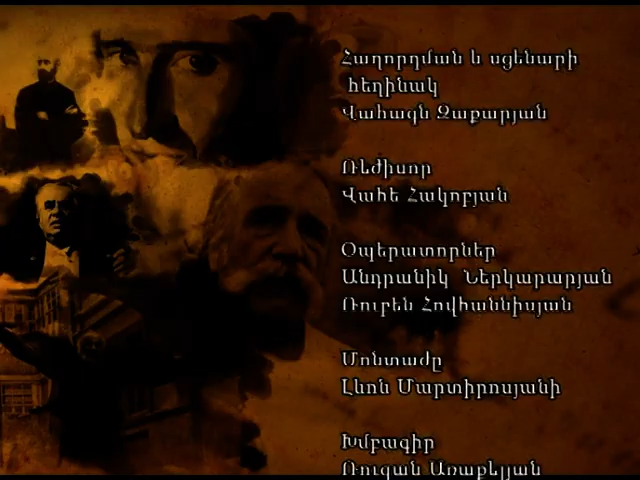 Հաղորդման և սցենարի
հեղինակ
Վահագն Զաքարյան
Ռեժիսոր
Վահե Հակոբյան
Օպերատորներ
Անդրանիկ Ներկարարյան
Ռուբեն Հովհաննիսյան
Մոնտաժը
Լևոն Մարտիրոսյանի
Խմբագիր
Ռուզան Առաքելյան